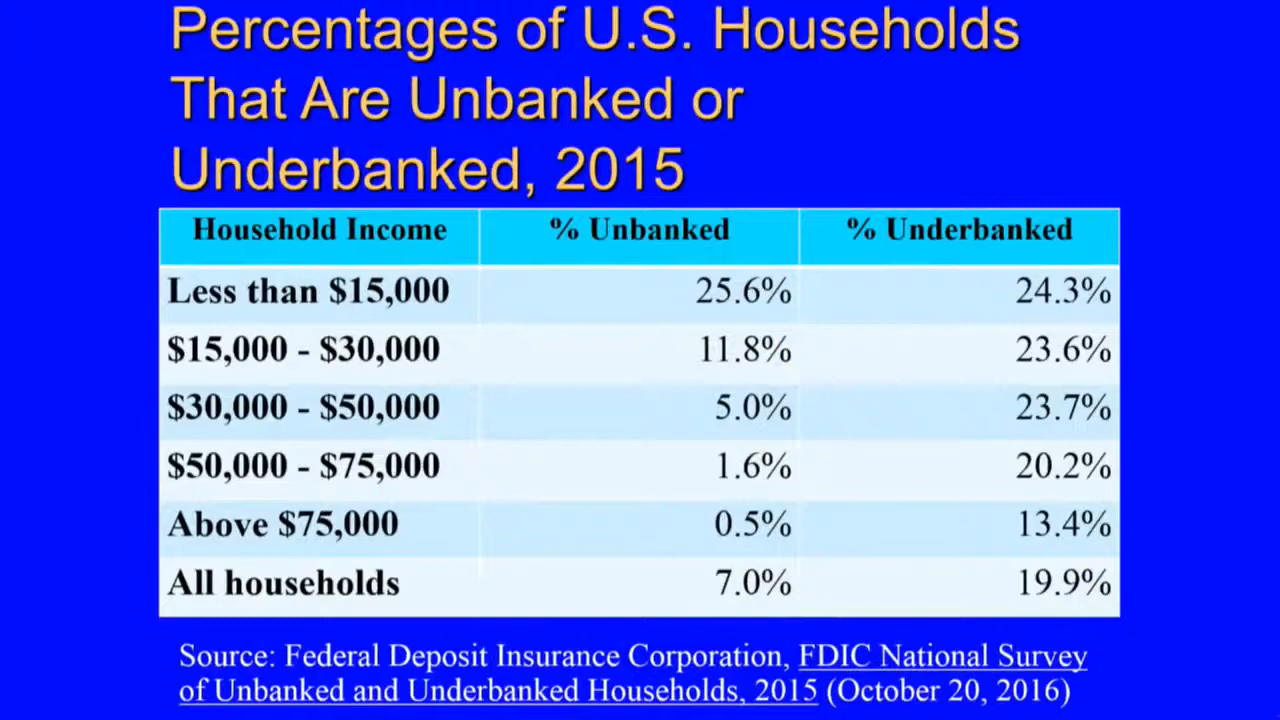 Percentages of U.S. Households
That Are Unbanked or
Underbanked, 2015
Household Income % Unbanked % Underbanked
Less than $15,000 25.6% 24.3%
$15,000 - $30,000 11.8% 23.6%
$30,000 - $50,000 5.0% 23.7%
$50,000 - $75,000 1.6% 20.2%
Above $75,000 0.5% 13.4%
All households 7.0% 19.9%
Source: Federal Deposit Insurance Corporation, FDIC National Survey
of Unbanked and Underbanked Households, 2015 (October 20, 2016)